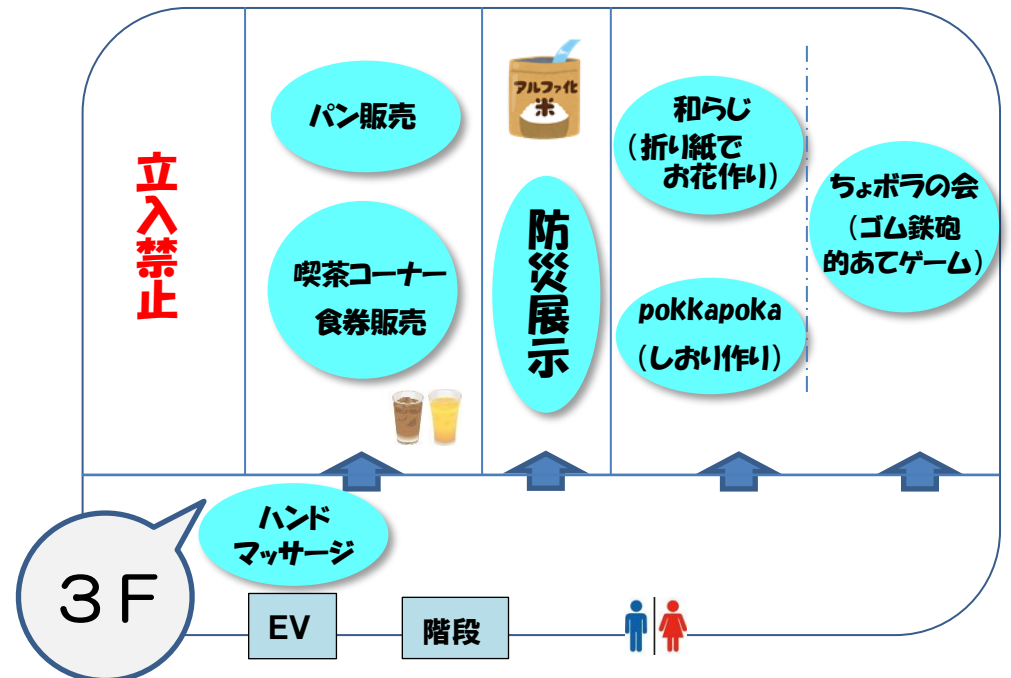 立入禁止
パン販売
喫茶コーナー
食券販売
アルファ化
米
防災展示
和らじ
（折り紙で
お花作り）
pokkapoka
（しおり作り）
ちょボラの会
（ゴム鉄砲
的あてゲーム）
ハンド
マッサージ
３Ｆ
EV
階段